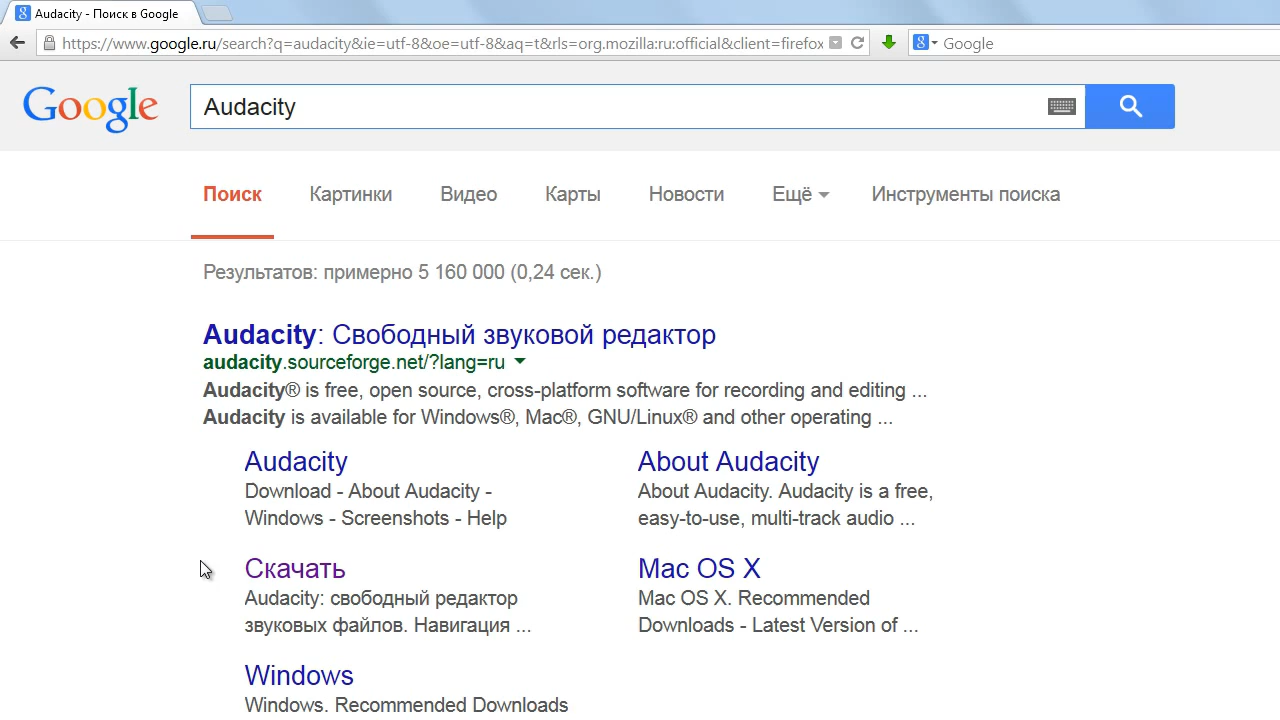 Audacity - Поиск в Google
https://www.google.ru/search?q=audacity&ie=utf-8&oe=utf-8&aq=t&rls=org.mozilla:ru:official&client=firefox
Google
Google
Audacity
Поиск
Картинки
Видео
Карты
Новости
Ещё
Инструменты поиска
Результатов: примерно 5 160 000 (0,24 сек.)
Audacity: Свободный звуковой редактор
audacity.sourceforge.net/?lang=ru
Audacity® is free, open source, cross-platform software for recording and editing ...
Audacity is available for Windows®, Mac®, GNU/Linux® and other operating ...
Audacity
Download - About Audacity -
Windows - Screenshots - Help
About Audacity
About Audacity. Audacity is a free,
easy-to-use, multi-track audio ...
Скачать
Audacity: свободный редактор
звуковых файлов. Навигация ...
Mac OS X
Mac OS X. Recommended
Downloads - Latest Version of ...
Windows
Windows. Recommended Downloads